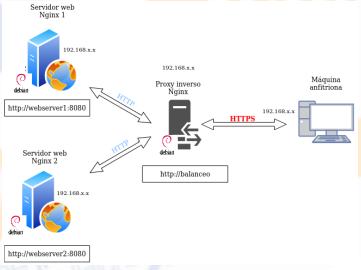 Servidor web
Nginx 1
192.168.x.x
debian
http://webserver1:8080
HTTP
192.168.x.x
Proxy inverso
Nginx
debian
http://balanceo
HTTPS
Máquina
anfitriona
192.168.x.x
HTTP
Servidor web
Nginx 2
192.168.x.x
debian
http://webserver2:8080